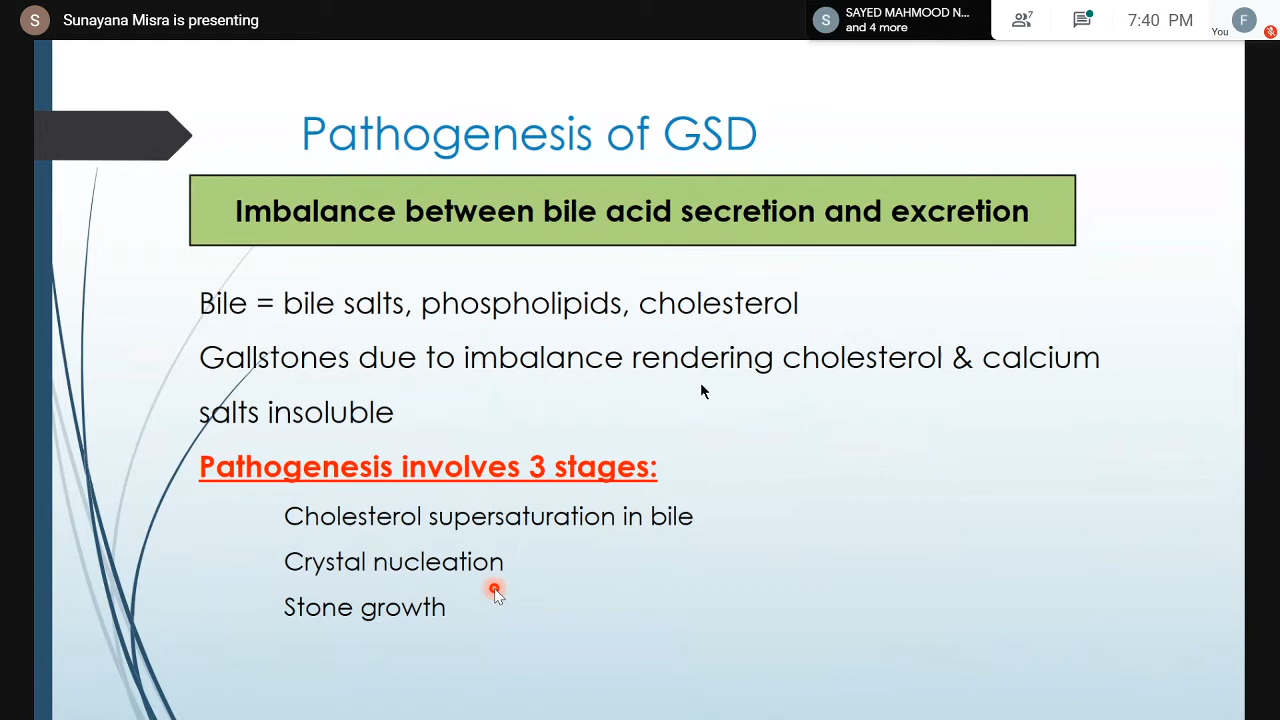 S
Sunayana Misra is presenting
S
SAYED MAHMOOD N...
and 4 more
7
7:40 PM
You
F
Pathogenesis of GSD
Imbalance between bile acid secretion and excretion
Bile = bile salts, phospholipids, cholesterol
Gallstones due to imbalance rendering cholesterol & calcium
salts insoluble
Pathogenesis involves 3 stages:
Cholesterol supersaturation in bile
Crystal nucleation
Stone growth